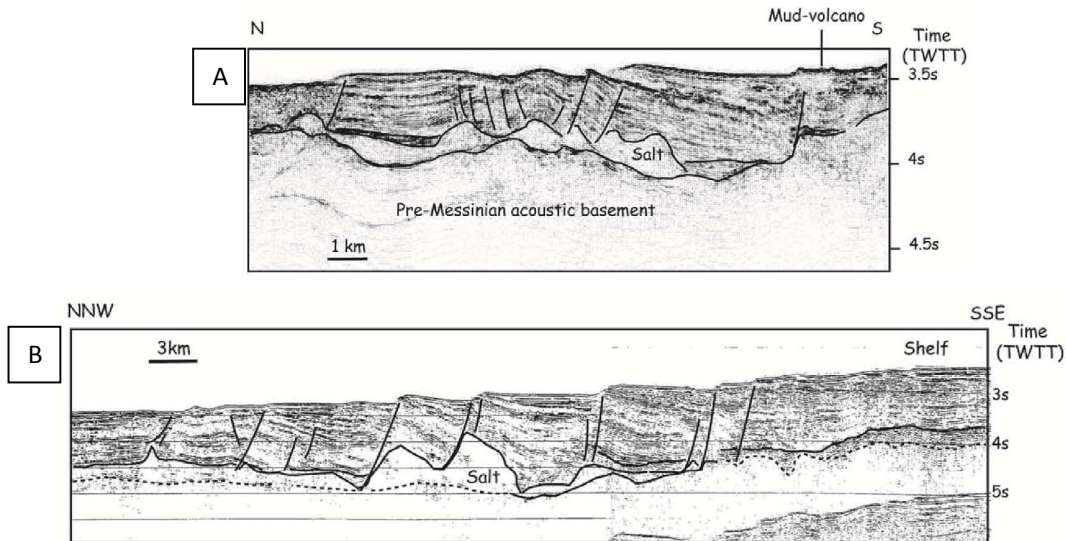 Mud-volcano
N
S
Time
(TWTT)
A
3.5s
Salt
4s
Pre-Messinian acoustic basement
1 km
4.5s
NNW
SSE
Time
(TWTT)
B
3km
Shelf
3s
4s
Salt
5s